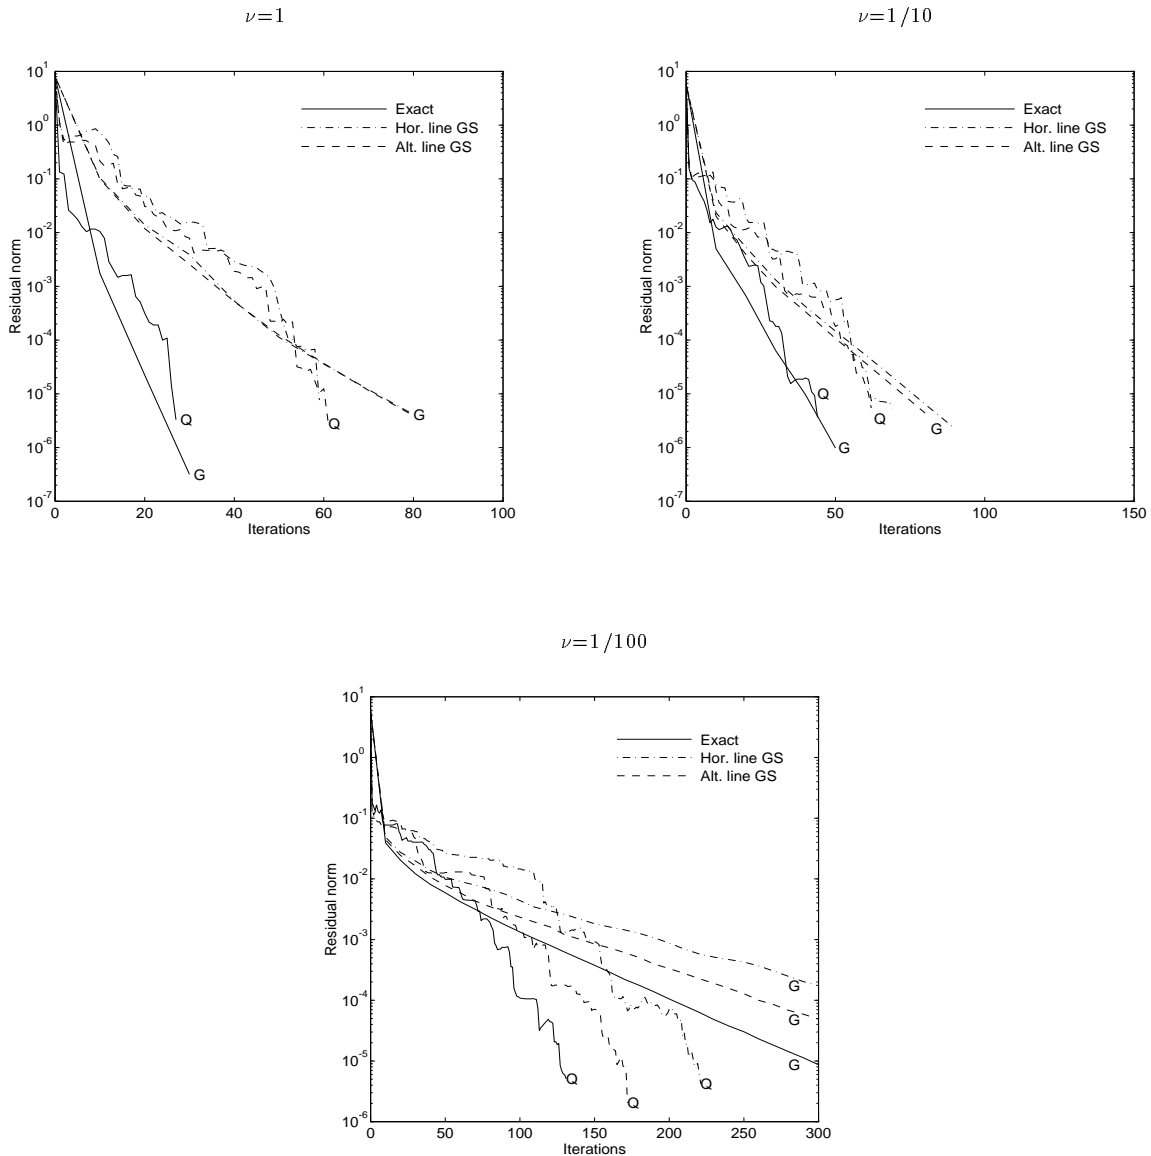 ν=1
10^1
10^0
10^-1
10^-2
10^-3
10^-4
10^-5
10^-6
10^-7
Residual norm
Exact
Hor. line GS
Alt. line GS
Q
Q
G
G
0 20 40 60 80 100
Iterations
ν=1/10
10^1
10^0
10^-1
10^-2
10^-3
10^-4
10^-5
10^-6
10^-7
Residual norm
Exact
Hor. line GS
Alt. line GS
Q
Q
G
G
0 50 100 150
Iterations
ν=1/100
10^1
10^0
10^-1
10^-2
10^-3
10^-4
10^-5
10^-6
Residual norm
Exact
Hor. line GS
Alt. line GS
G
G
G
Q
Q
Q
0 50 100 150 200 250 300
Iterations